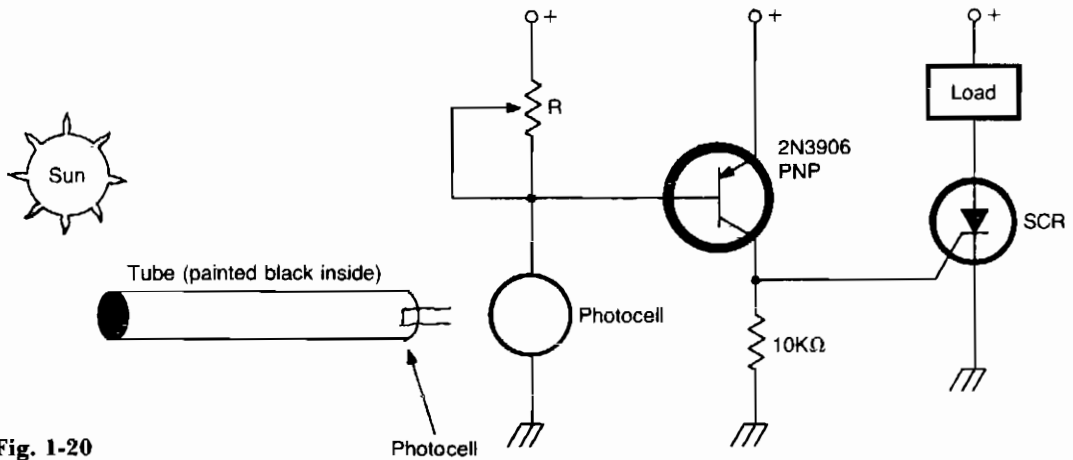 +
+
+
R
Load
Sun
2N3906
PNP
SCR
Tube (painted black inside)
Photocell
10KΩ
Fig. 1-20
Photocell